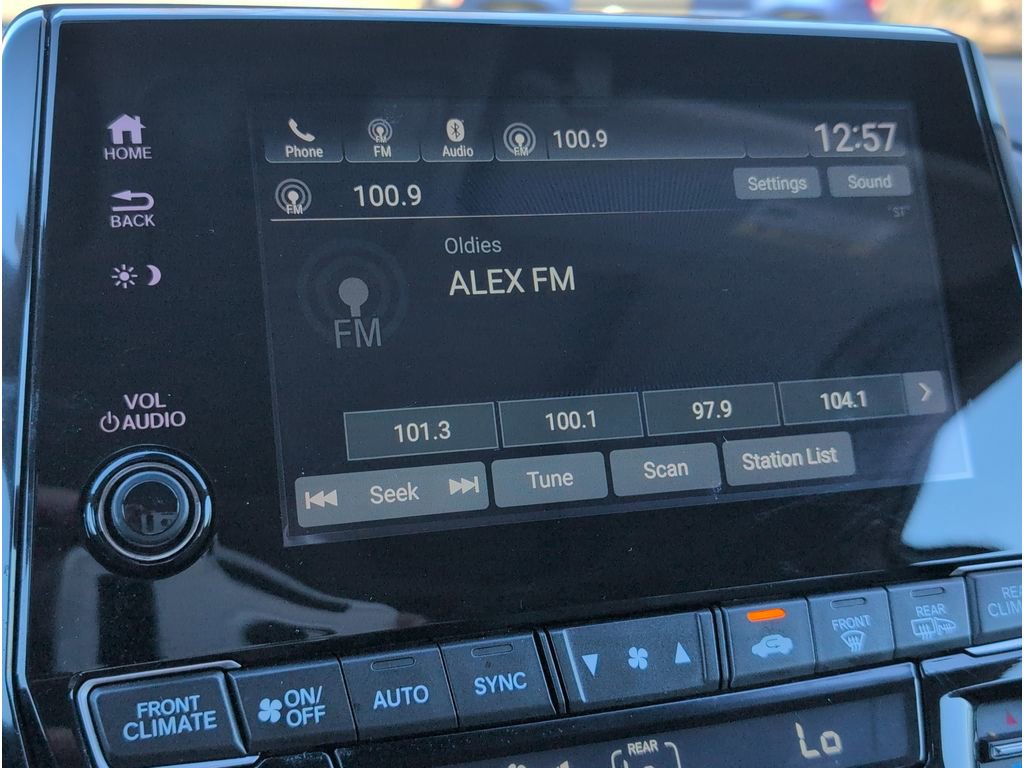 HOME
BACK
VOL
AUDIO
Phone
FM
Audio
FM
100.9
12:57
FM
100.9
Settings
Sound
"ST"
Oldies
ALEX FM
FM
101.3
100.1
97.9
104.1
Seek
Tune
Scan
Station List
FRONT
CLIMATE
ON/
OFF
AUTO
SYNC
FRONT
REAR
REAR
Lo